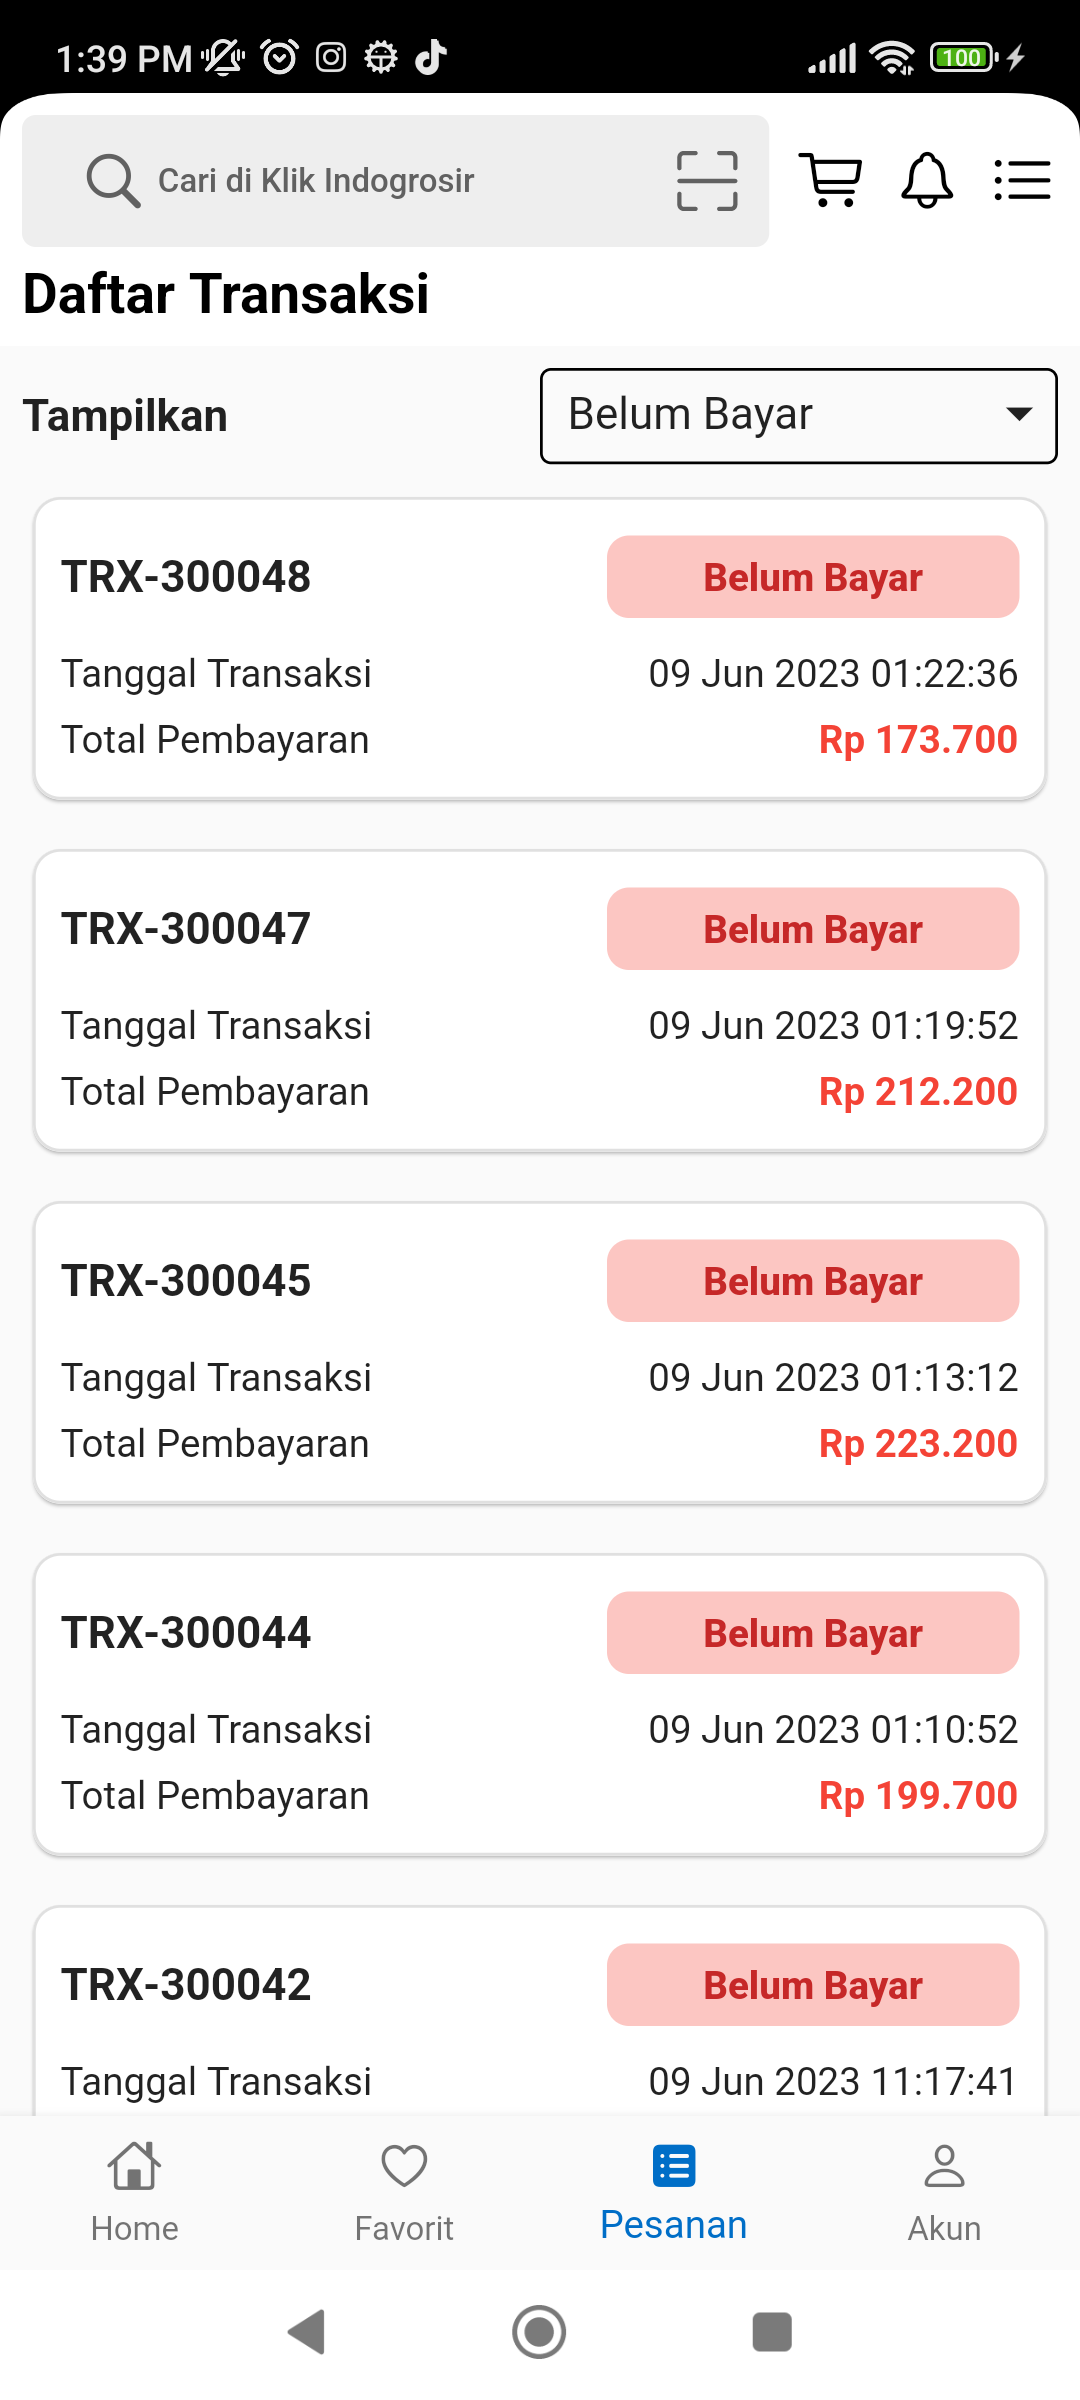 1:39 PM
100
Cari di Klik Indogrosir
Daftar Transaksi
Tampilkan
Belum Bayar
TRX-300048
Belum Bayar
Tanggal Transaksi 09 Jun 2023 01:22:36
Total Pembayaran Rp 173.700
TRX-300047
Belum Bayar
Tanggal Transaksi 09 Jun 2023 01:19:52
Total Pembayaran Rp 212.200
TRX-300045
Belum Bayar
Tanggal Transaksi 09 Jun 2023 01:13:12
Total Pembayaran Rp 223.200
TRX-300044
Belum Bayar
Tanggal Transaksi 09 Jun 2023 01:10:52
Total Pembayaran Rp 199.700
TRX-300042
Belum Bayar
Tanggal Transaksi 09 Jun 2023 11:17:41
Home Favorit Pesanan Akun